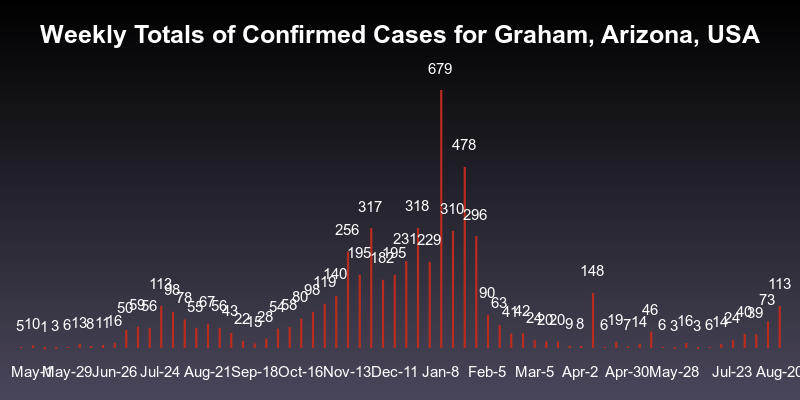 Weekly Totals of Confirmed Cases for Graham, Arizona, USA
5 10 1 3 6 13 8 11 16 50 59 56 113 98 78 55 67 56 43 22 15 28 54 58 80 98 119 140 256 195 317 182 195 231 318 229 679 310 478 296 90 63 41 42 24 20 20 9 8 148 6 19 7 14 46 6 3 16 3 6 14 24 40 39 73 113
May-29 Jun-26 Jul-24 Aug-21 Sep-18 Oct-16 Nov-13 Dec-11 Jan-8 Feb-5 Mar-5 Apr-2 Apr-30 May-28 Jul-23 Aug-20